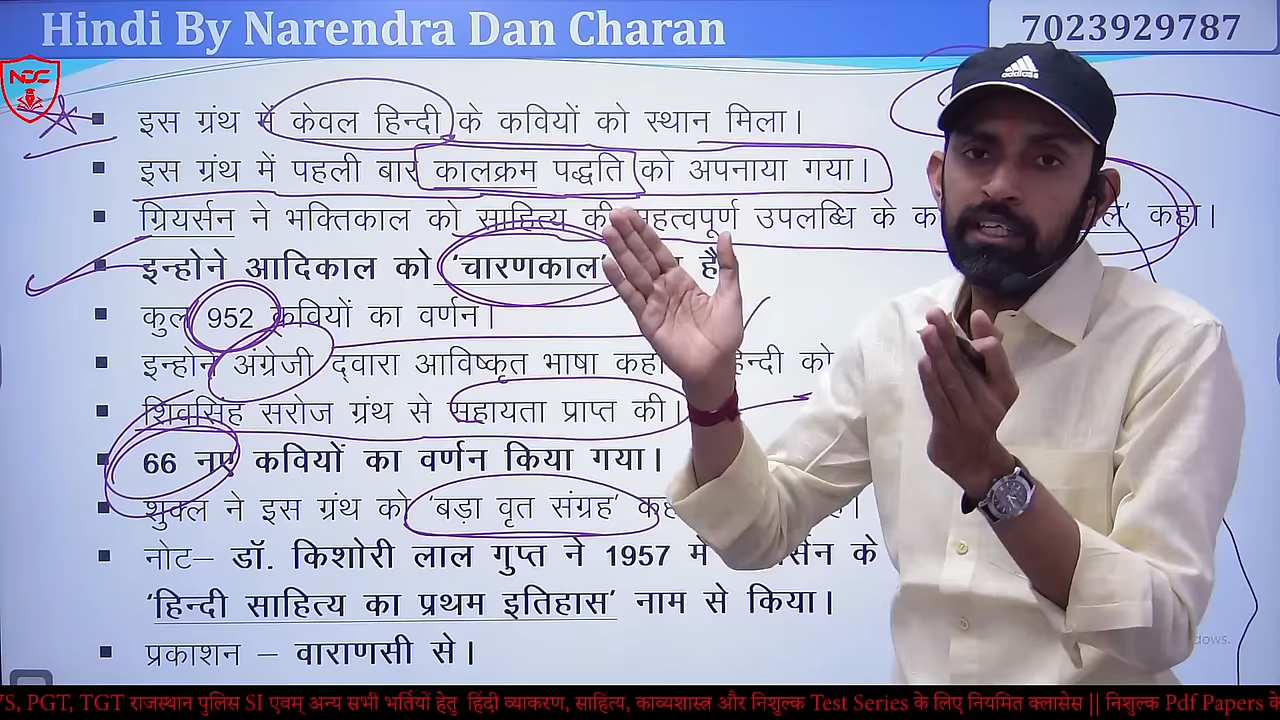 Hindi By Narendra Dan Charan
7023929787
NDC
इस ग्रंथ में केवल हिन्दी के कवियों को स्थान मिला।
इस ग्रंथ में पहली बार कालक्रम पद्धति को अपनाया गया।
ग्रियर्सन ने भक्तिकाल को साहित्य की महत्वपूर्ण उपलब्धि के कहा।
इन्होने आदिकाल को 'चारणकाल' है
कुल 952 कवियों का वर्णन।
इन्होने अंग्रेजी द्वारा आविष्कृत भाषा कहा हिन्दी को
शिवसिंह सरोज ग्रंथ से सहायता प्राप्त की।
66 नए कवियों का वर्णन किया गया।
शुक्ल ने इस ग्रंथ को 'बड़ा वृत संग्रह'
नोट– डॉ. किशोरी लाल गुप्त ने 1957 में के
'हिन्दी साहित्य का प्रथम इतिहास' नाम से किया।
प्रकाशन – वाराणसी से।
PGT, TGT राजस्थान पुलिस SI एवम् अन्य सभी भर्तियों हेतु हिंदी व्याकरण, साहित्य, काव्यशास्त्र और निशुल्क Test Series के लिए नियमित क्लासेस || निशुल्क Pdf Papers के